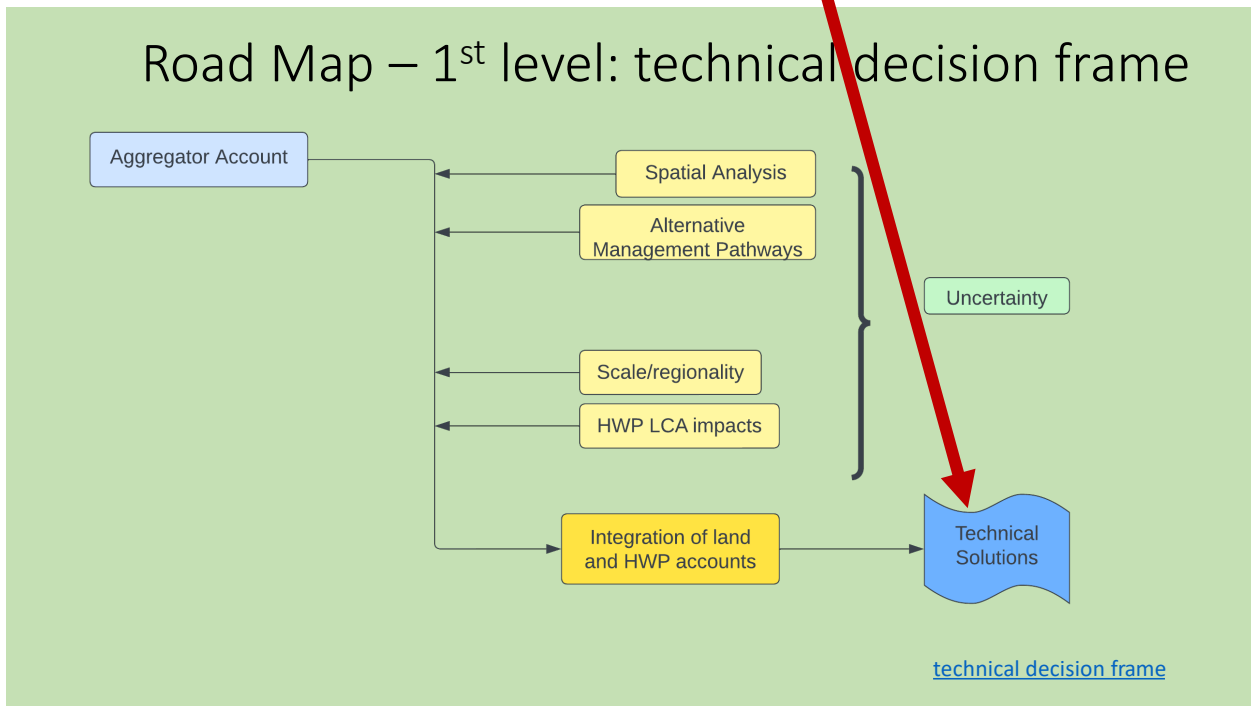 Road Map – 1st level: technical decision frame
Aggregator Account
Spatial Analysis
Alternative
Management Pathways
Uncertainty
Scale/regionality
HWP LCA impacts
Integration of land
and HWP accounts
Technical
Solutions
technical decision frame